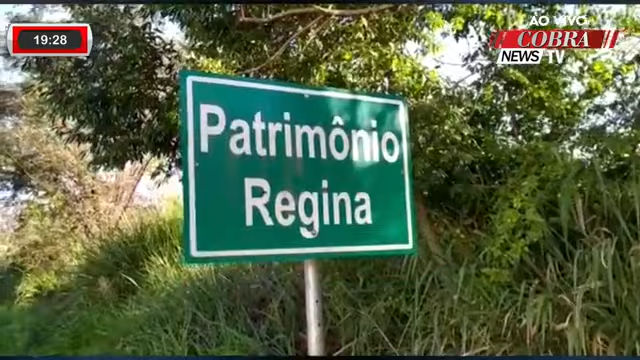 19:28
AO VIVO
COBRA
NEWS TV
Patrimônio
Regina